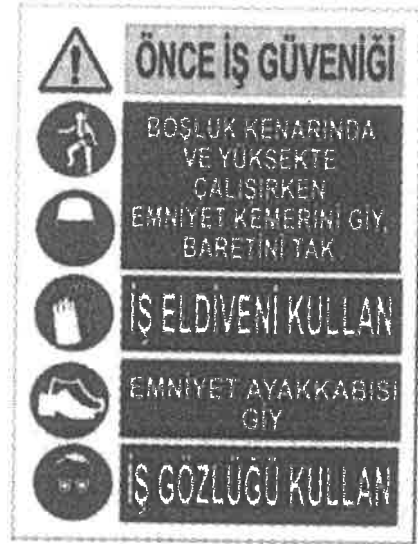 ÖNCE İŞ GÜVENİĞİ
BOŞLUK KENARINDA
VE YÜKSEKTE
ÇALIŞIRKEN
EMNİYET KEMERİNİ GİY,
BARETİNİ TAK
İŞ ELDİVENİ KULLAN
EMNİYET AYAKKABISI
GİY
İŞ GÖZLÜĞÜ KULLAN